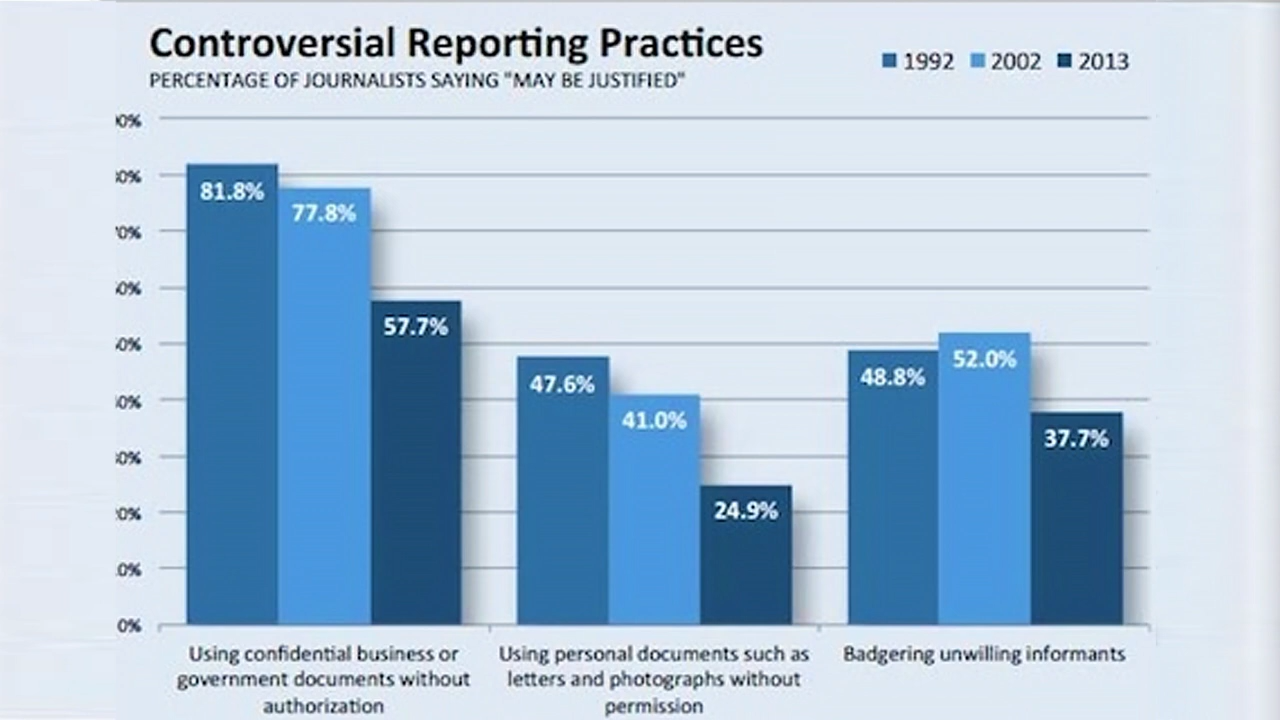 Controversial Reporting Practices
PERCENTAGE OF JOURNALISTS SAYING "MAY BE JUSTIFIED"
1992 2002 2013
0%
81.8%
77.8%
57.7%
47.6%
41.0%
24.9%
48.8%
52.0%
37.7%
Using confidential business or
government documents without
authorization
Using personal documents such as
letters and photographs without
permission
Badgering unwilling informants